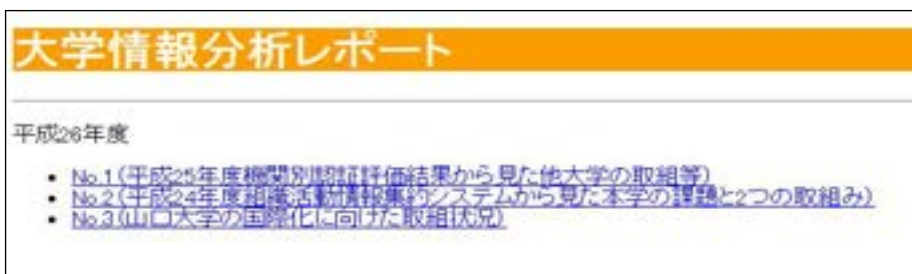 大学情報分析レポート
平成26年度
No.1(平成25年度機関別認証評価結果から見た他大学の取組等)
No.2(平成24年度組織活動情報集約システムから見た本学の課題と2つの取組み)
No.3(山口大学の国際化に向けた取組状況)